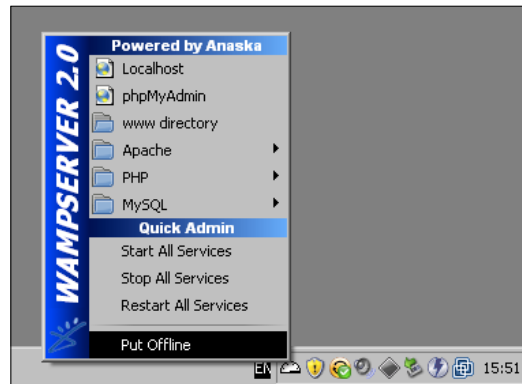 WAMPSERVER 2.0
Powered by Anaska
Localhost
phpMyAdmin
www directory
Apache
PHP
MySQL
Quick Admin
Start All Services
Stop All Services
Restart All Services
Put Offline
EN
15:51